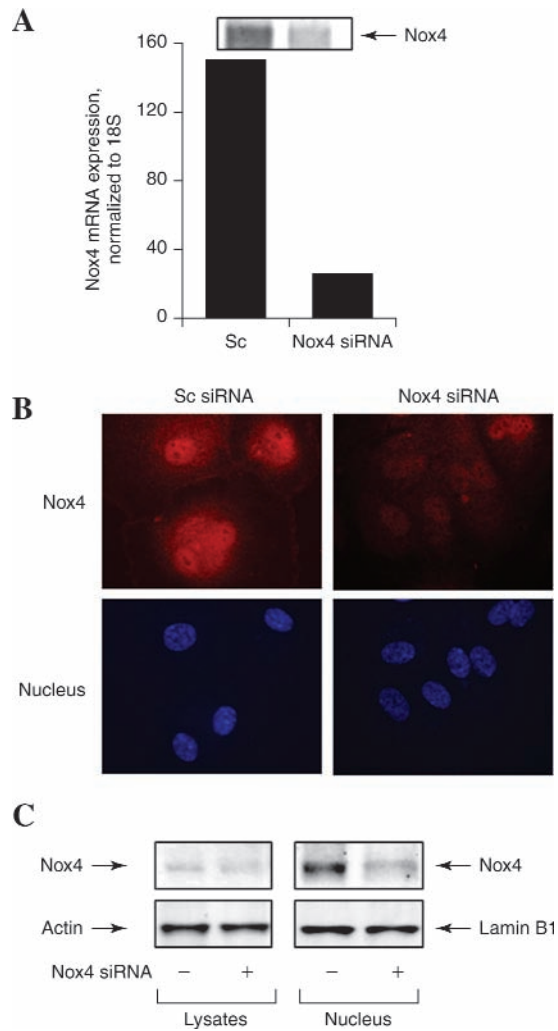 A
Nox4
160
120
80
40
0
Nox4 mRNA expression,
normalized to 18S
Sc
Nox4 siRNA
B
Sc siRNA
Nox4 siRNA
Nox4
Nucleus
C
Nox4
Nox4
Actin
Lamin B1
Nox4 siRNA
− + − +
Lysates
Nucleus